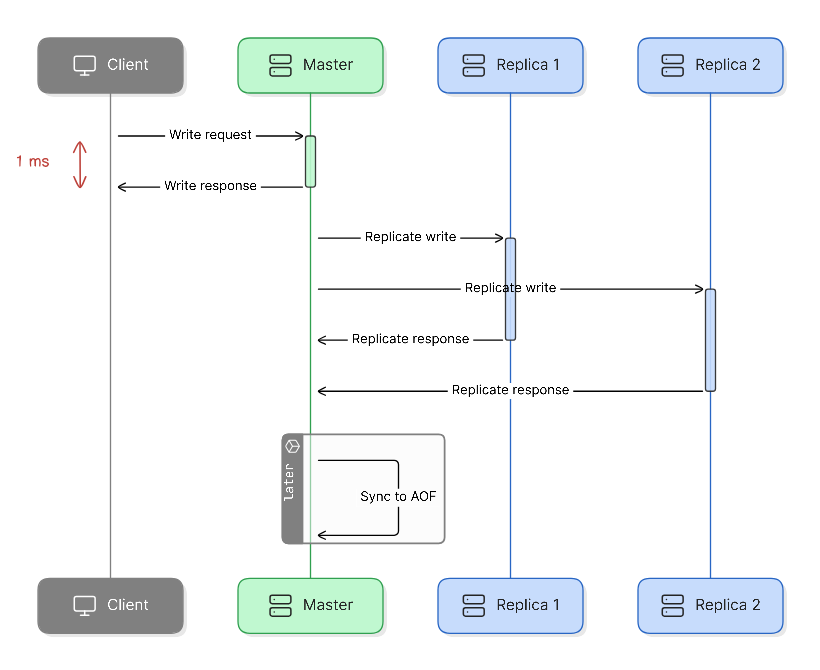 Client
Master
Replica 1
Replica 2
Write request
1 ms
Write response
Replicate write
Replicate write
Replicate response
Replicate response
later
Sync to AOF
Client
Master
Replica 1
Replica 2